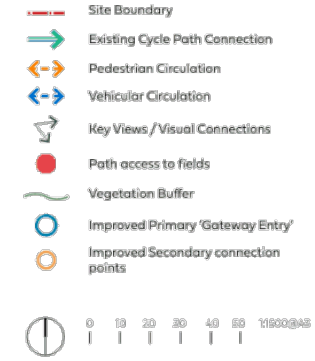 Site Boundary
Existing Cycle Path Connection
Pedestrian Circulation
Vehicular Circulation
Key Views / Visual Connections
Path access to fields
Vegetation Buffer
Improved Primary 'Gateway Entry'
Improved Secondary connection
points
0 10 20 30 40 50 1:1500@A3